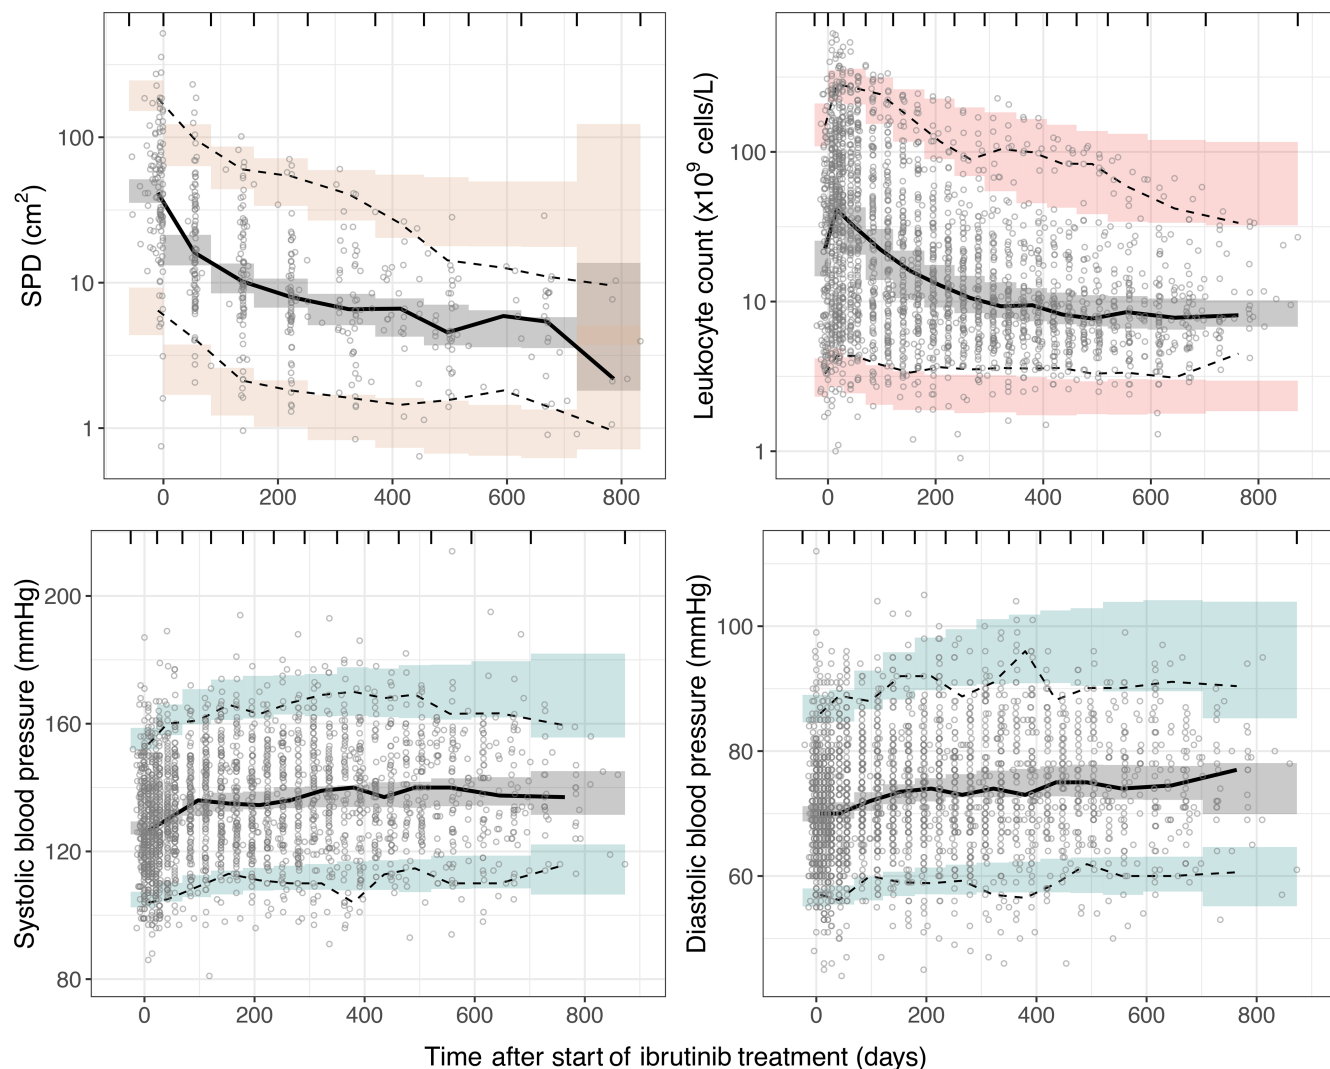 SPD (cm²)
100
10
1
0 200 400 600 800
Leukocyte count (x10⁹ cells/L)
100
10
1
0 200 400 600 800
Systolic blood pressure (mmHg)
200
160
120
80
0 200 400 600 800
Diastolic blood pressure (mmHg)
100
80
60
0 200 400 600 800
Time after start of ibrutinib treatment (days)